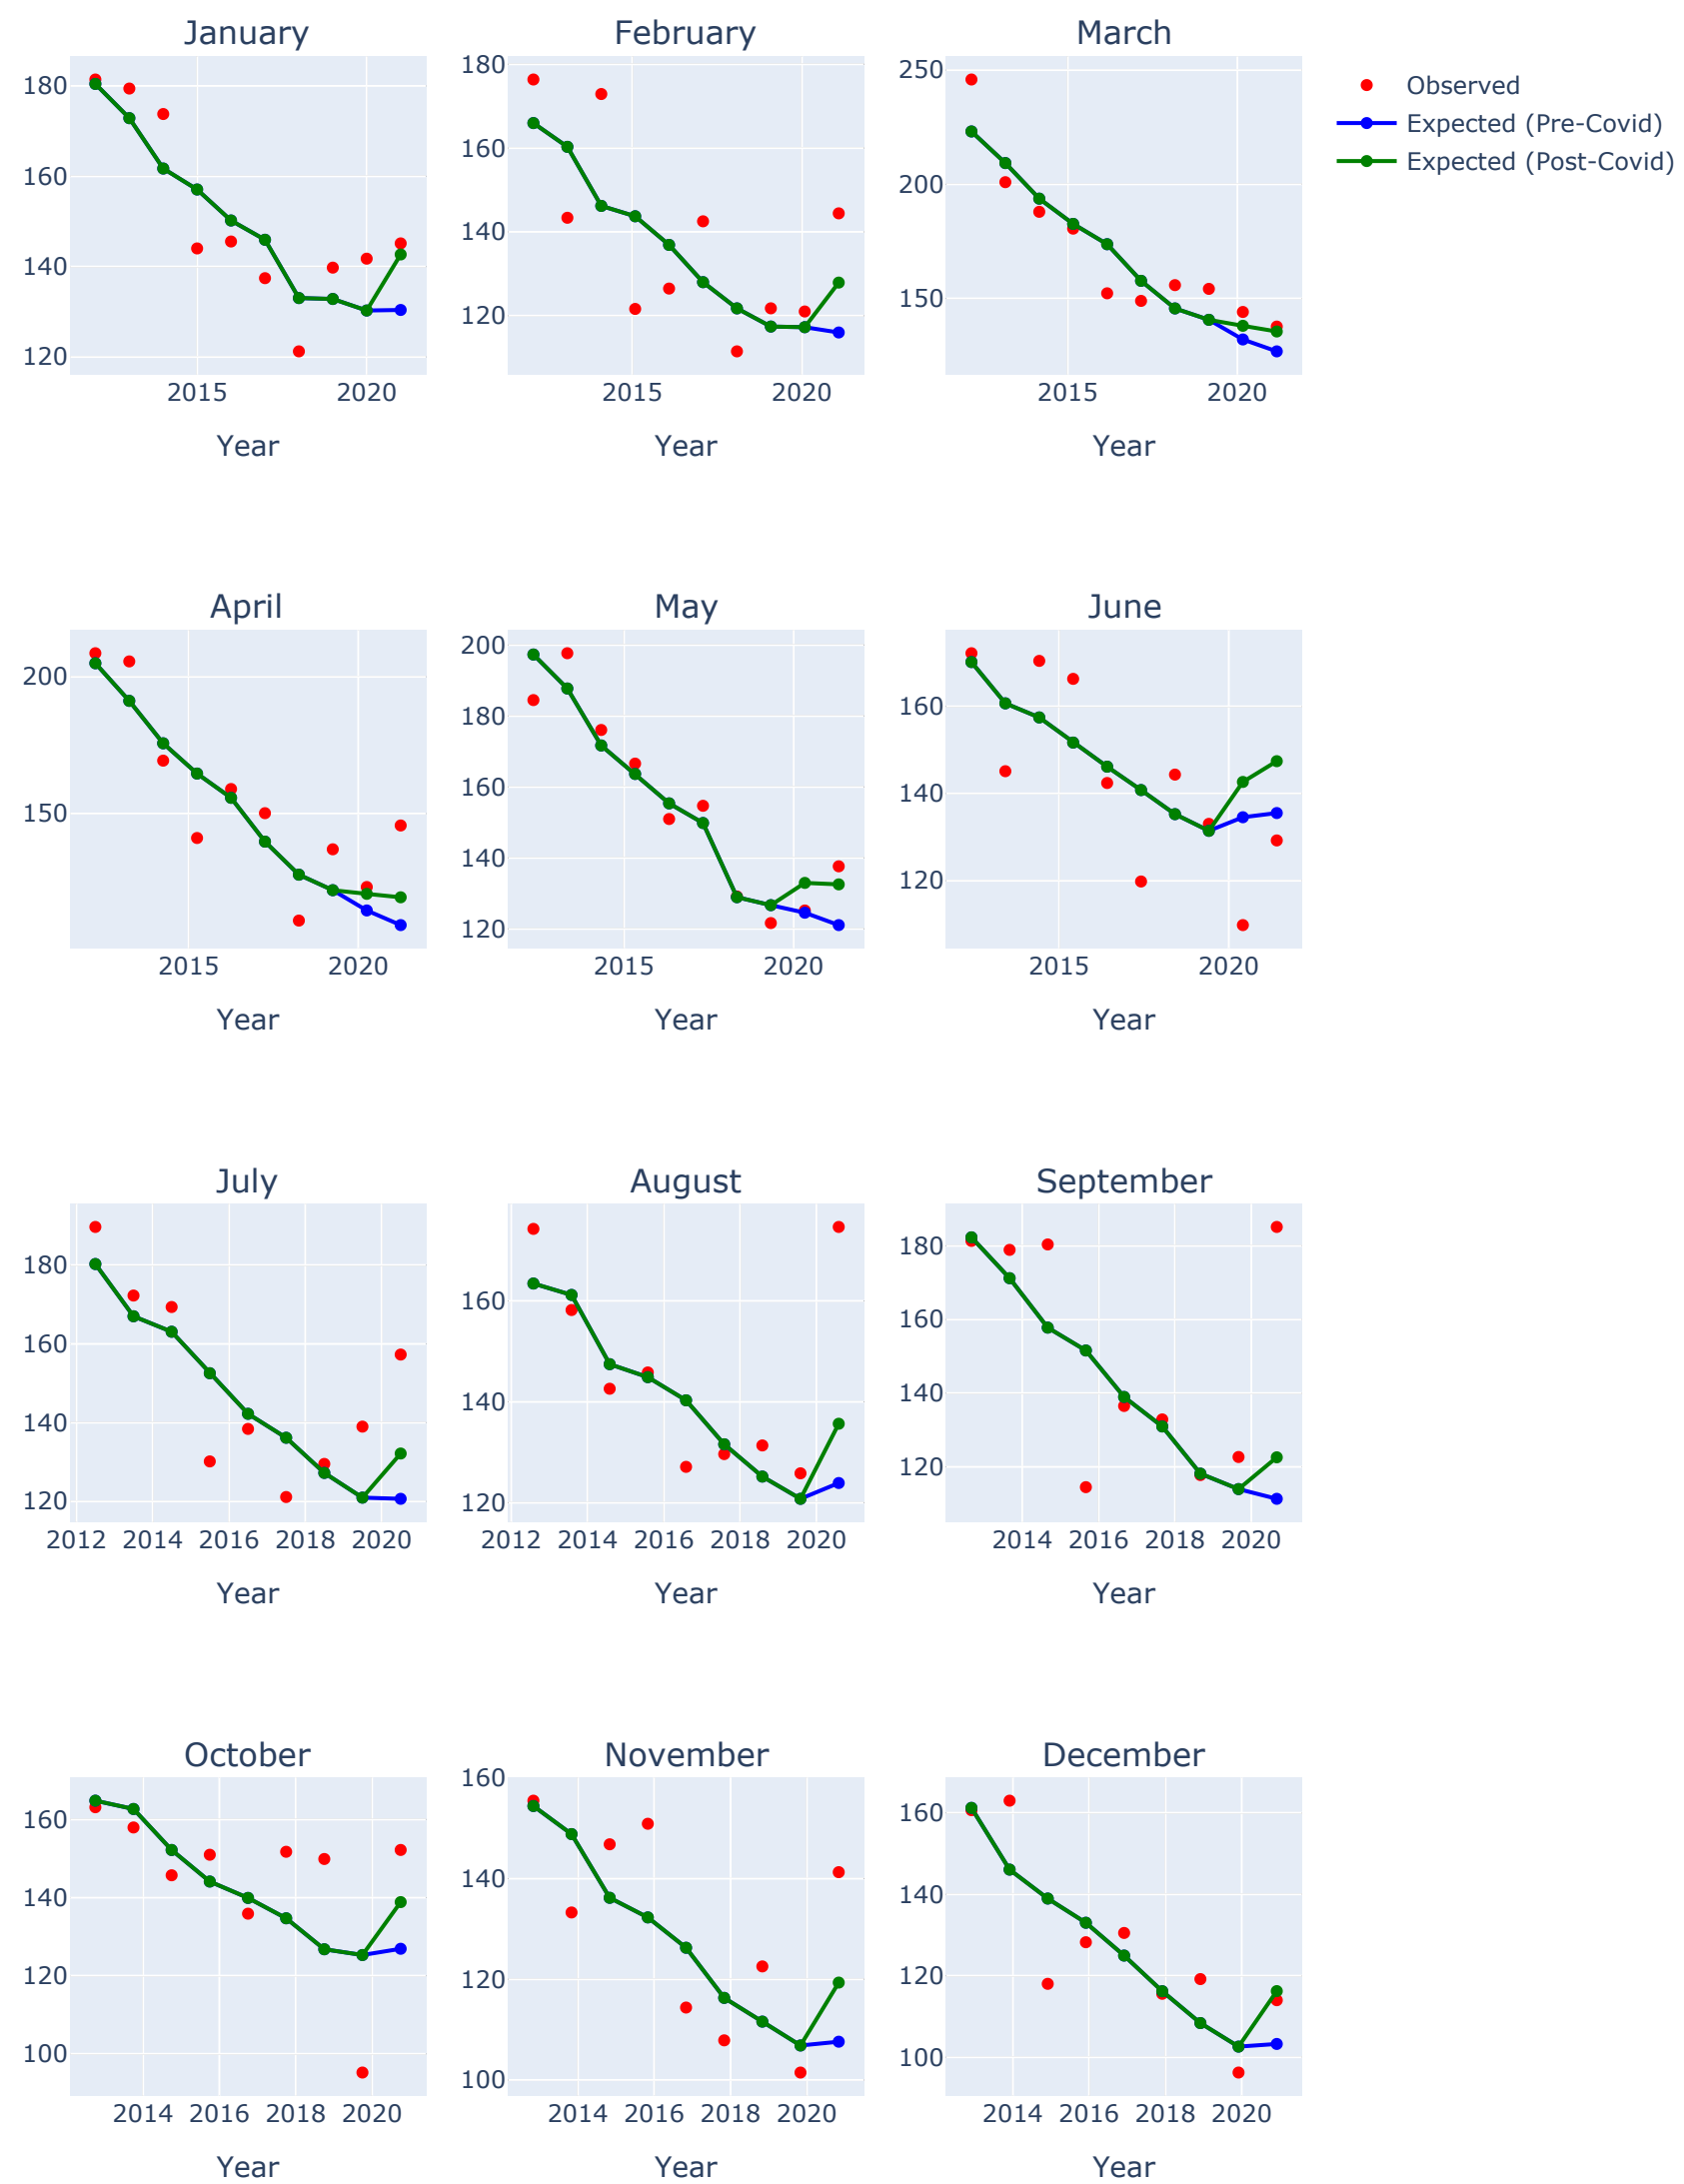 January
February
March
180
160
140
120
2015
2020
Year
180
160
140
120
2015
2020
Year
250
200
150
2015
2020
Year
Observed
Expected (Pre-Covid)
Expected (Post-Covid)
April
May
June
200
150
2015
2020
Year
200
180
160
140
120
2015
2020
Year
160
140
120
2015
2020
Year
July
August
September
180
160
140
120
2012 2014 2016 2018 2020
Year
160
140
120
2012 2014 2016 2018 2020
Year
180
160
140
120
2014 2016 2018 2020
Year
October
November
December
160
140
120
100
2014 2016 2018 2020
Year
160
140
120
100
2014 2016 2018 2020
Year
160
140
120
100
2014 2016 2018 2020
Year